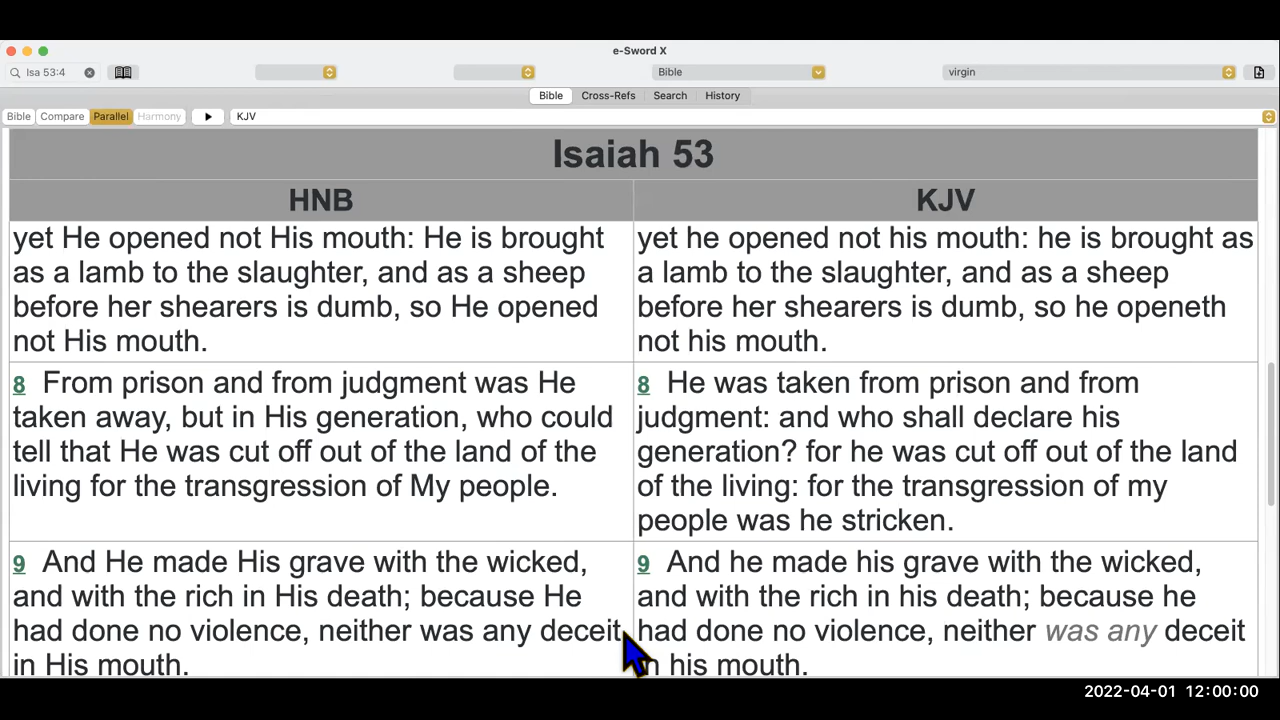 e-Sword X
Isa 53:4
Bible
virgin
Bible Cross-Refs Search History
Bible Compare Parallel Harmony KJV
Isaiah 53
HNB
yet He opened not His mouth: He is brought
as a lamb to the slaughter, and as a sheep
before her shearers is dumb, so He opened
not His mouth.
8 From prison and from judgment was He
taken away, but in His generation, who could
tell that He was cut off out of the land of the
living for the transgression of My people.
9 And He made His grave with the wicked,
and with the rich in His death; because He
had done no violence, neither was any deceit
in His mouth.
KJV
yet he opened not his mouth: he is brought as
a lamb to the slaughter, and as a sheep
before her shearers is dumb, so he openeth
not his mouth.
8 He was taken from prison and from
judgment: and who shall declare his
generation? for he was cut off out of the land
of the living: for the transgression of my
people was he stricken.
9 And he made his grave with the wicked,
and with the rich in his death; because he
had done no violence, neither was any deceit
in his mouth.
2022-04-01 12:00:00